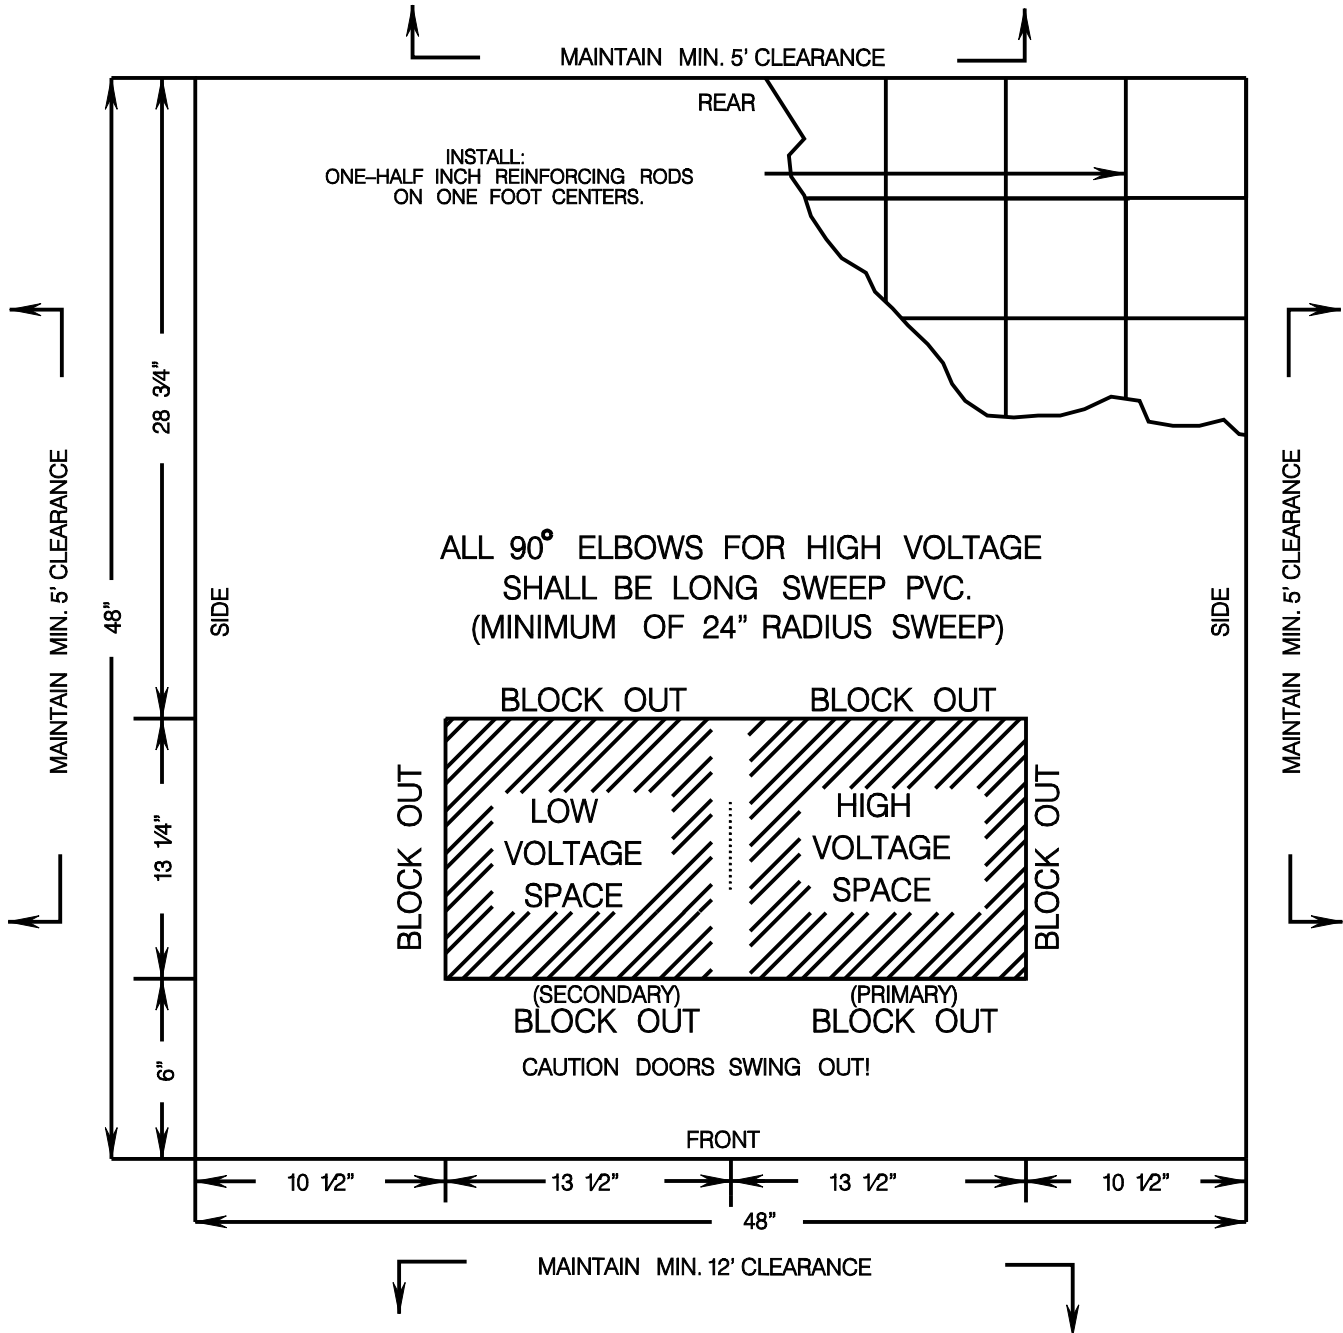 MAINTAIN MIN. 5' CLEARANCE
REAR
INSTALL:
ONE–HALF INCH REINFORCING RODS
ON ONE FOOT CENTERS.
28 3/4"
MAINTAIN MIN. 5' CLEARANCE
48"
SIDE
ALL 90° ELBOWS FOR HIGH VOLTAGE
SHALL BE LONG SWEEP PVC.
(MINIMUM OF 24" RADIUS SWEEP)
SIDE
MAINTAIN MIN. 5' CLEARANCE
BLOCK OUT
BLOCK OUT
13 1/4"
BLOCK OUT
LOW
VOLTAGE
SPACE
HIGH
VOLTAGE
SPACE
BLOCK OUT
(SECONDARY)
(PRIMARY)
BLOCK OUT
BLOCK OUT
6"
CAUTION DOORS SWING OUT!
FRONT
10 1/2"
13 1/2"
13 1/2"
10 1/2"
48"
MAINTAIN MIN. 12' CLEARANCE